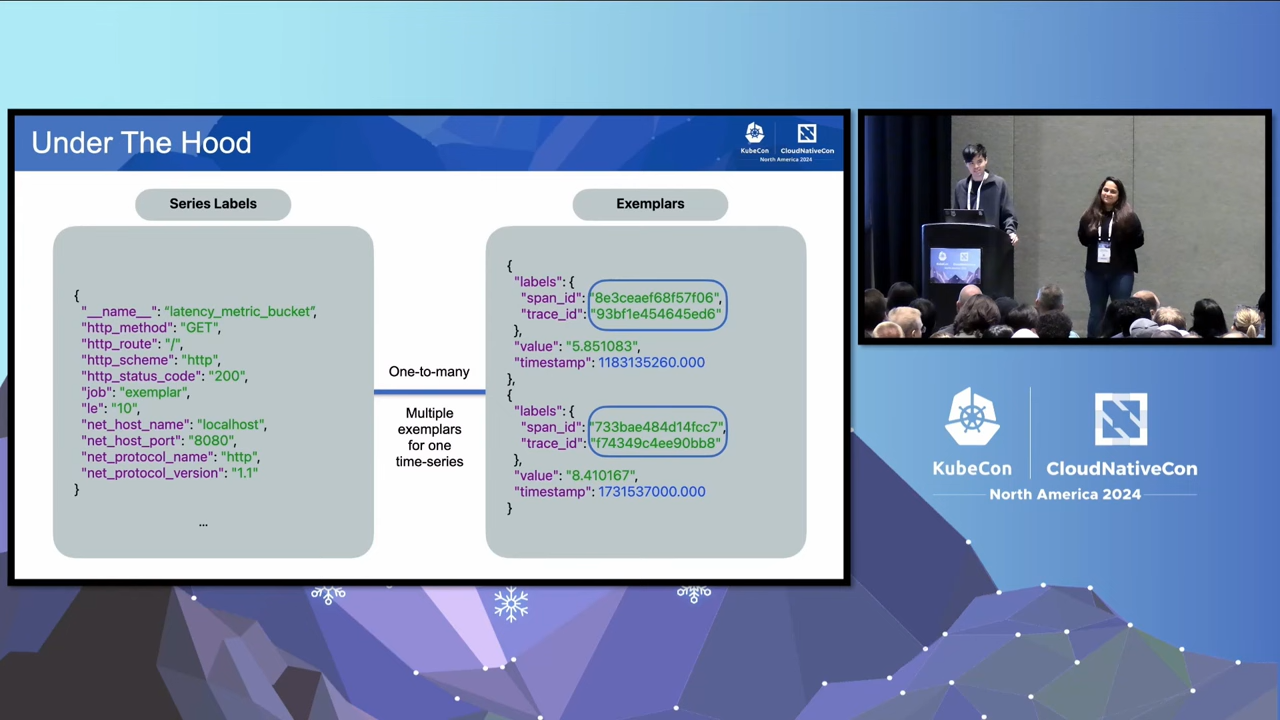 Under The Hood
KubeCon
CloudNativeCon
North America 2024
Series Labels
{
"__name__": "latency_metric_bucket",
"http_method": "GET",
"http_route": "/",
"http_scheme": "http",
"http_status_code": "200",
"job": "exemplar",
"le": "10",
"net_host_name": "localhost",
"net_host_port": "8080",
"net_protocol_name": "http",
"net_protocol_version": "1.1"
}
...
One-to-many
Multiple
exemplars
for one
time-series
Exemplars
{
"labels": {
"span_id": "8e3ceaef68f57f06",
"trace_id": "93bf1e454645ed6"
},
"value": "5.851083",
"timestamp": 1183135260.000
},
{
"labels": {
"span_id": "733bae484d14fcc7",
"trace_id": "f74349c4ee90bb8"
},
"value": "8.410167",
"timestamp": 1731537000.000
}
KubeCon
CloudNativeCon
North America 2024